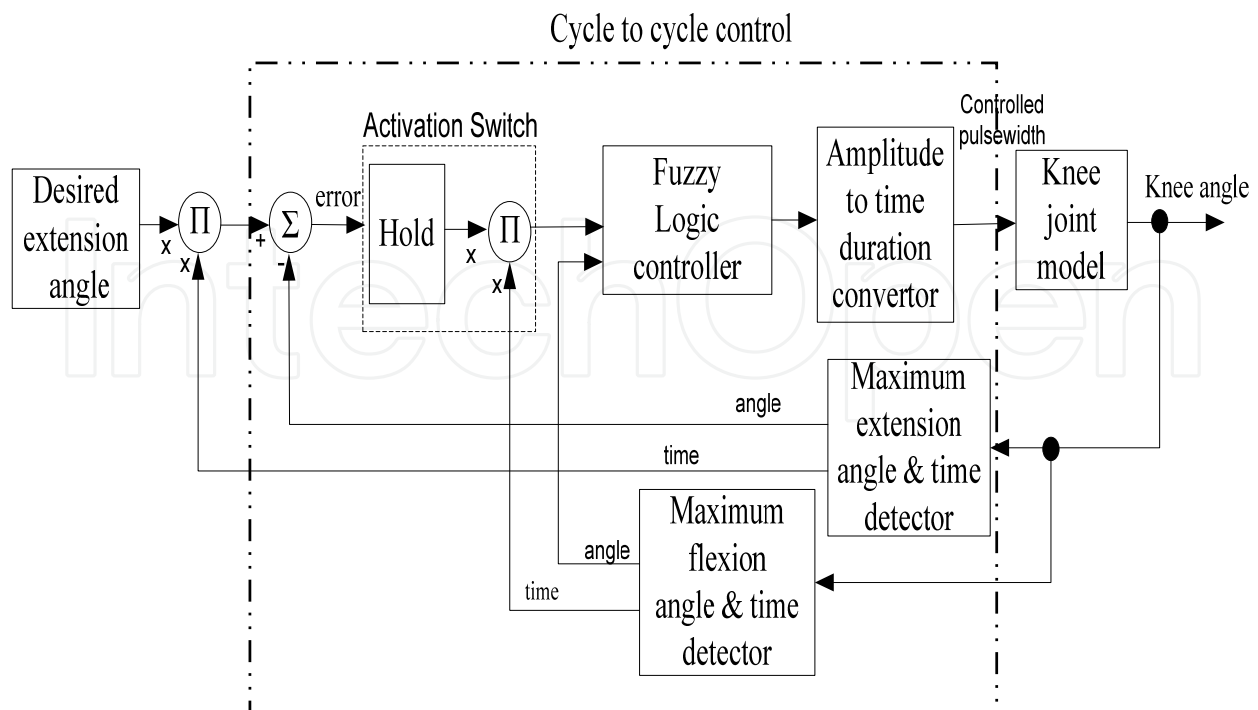 Cycle to cycle control
Activation Switch
Controlled
pulsewidth
Desired
extension
angle
x
x
Π
+
-
Σ
error
Hold
x
x
Π
Fuzzy
Logic
controller
Amplitude
to time
duration
convertor
Knee
joint
model
Knee angle
angle
time
Maximum
extension
angle & time
detector
angle
time
Maximum
flexion
angle & time
detector
IntechOpen